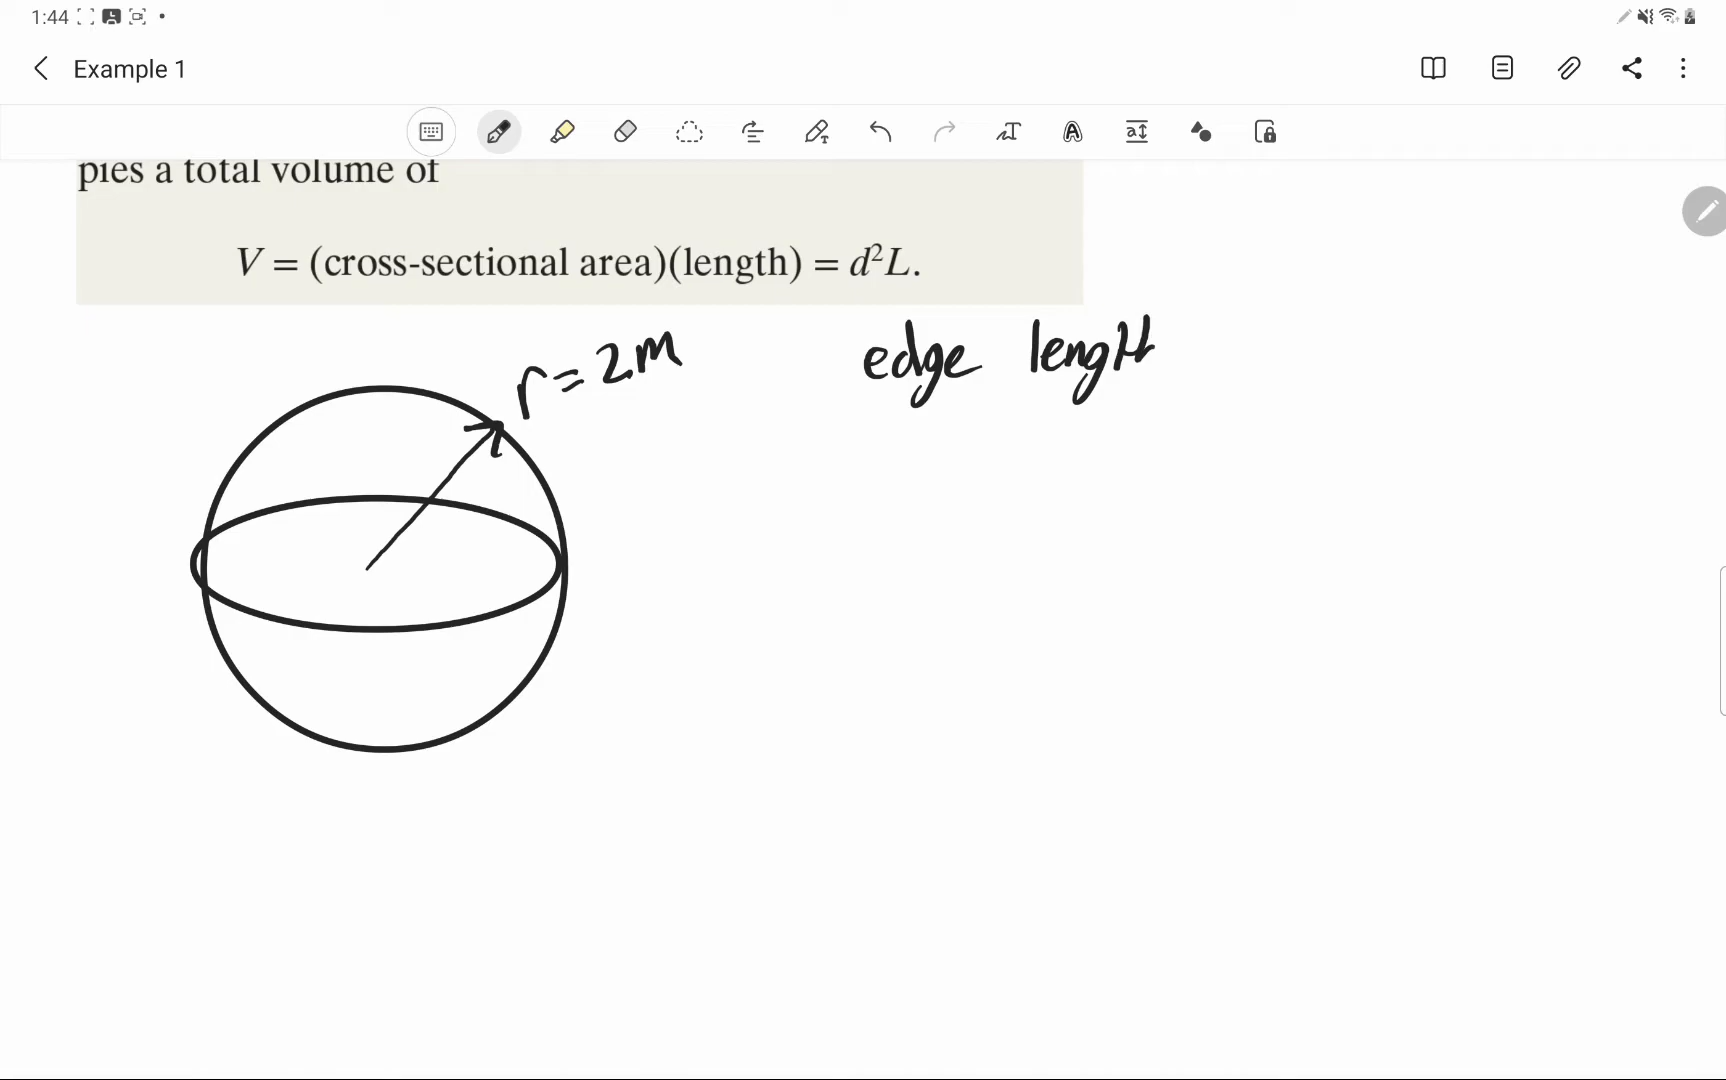 1:44
Example 1
pies a total volume of
V = (cross-sectional area)(length) = d²L.
r = 2m
edge length